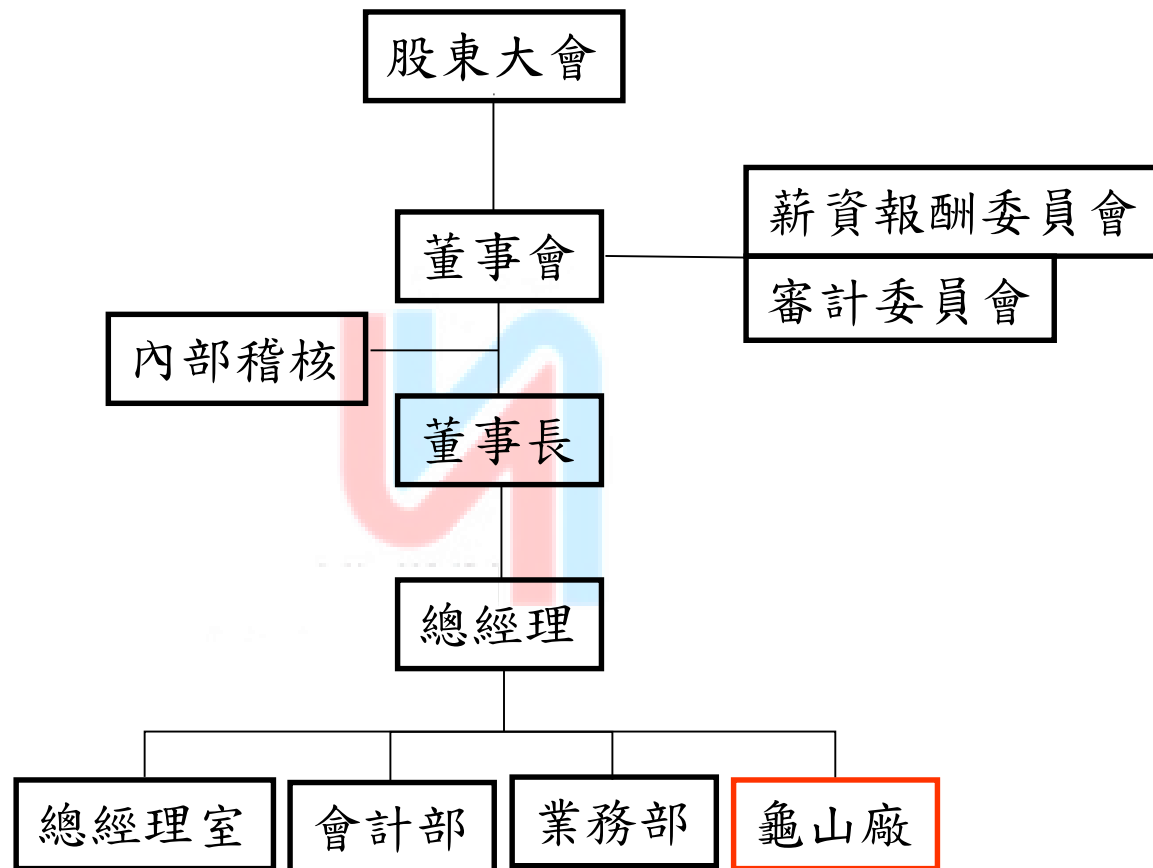 股東大會
薪資報酬委員會
董事會
審計委員會
內部稽核
董事長
總經理
總經理室
會計部
業務部
龜山廠